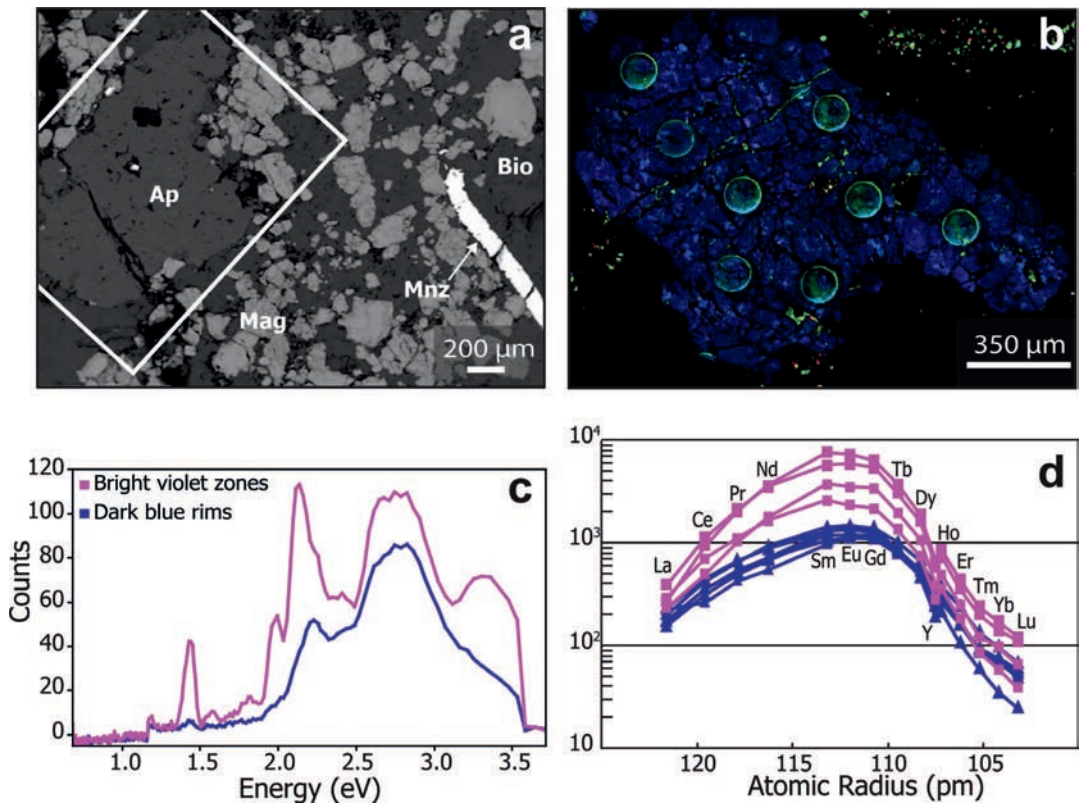 a
Ap
Bio
Mnz
Mag
200 µm
b
350 µm
c
Bright violet zones
Dark blue rims
Counts
120
100
80
60
40
20
0
1.0 1.5 2.0 2.5 3.0 3.5
Energy (eV)
d
10⁴
10³
10²
10
La
Ce
Pr
Nd
Sm
Eu
Gd
Tb
Dy
Ho
Y
Er
Tm
Yb
Lu
120 115 110 105
Atomic Radius (pm)